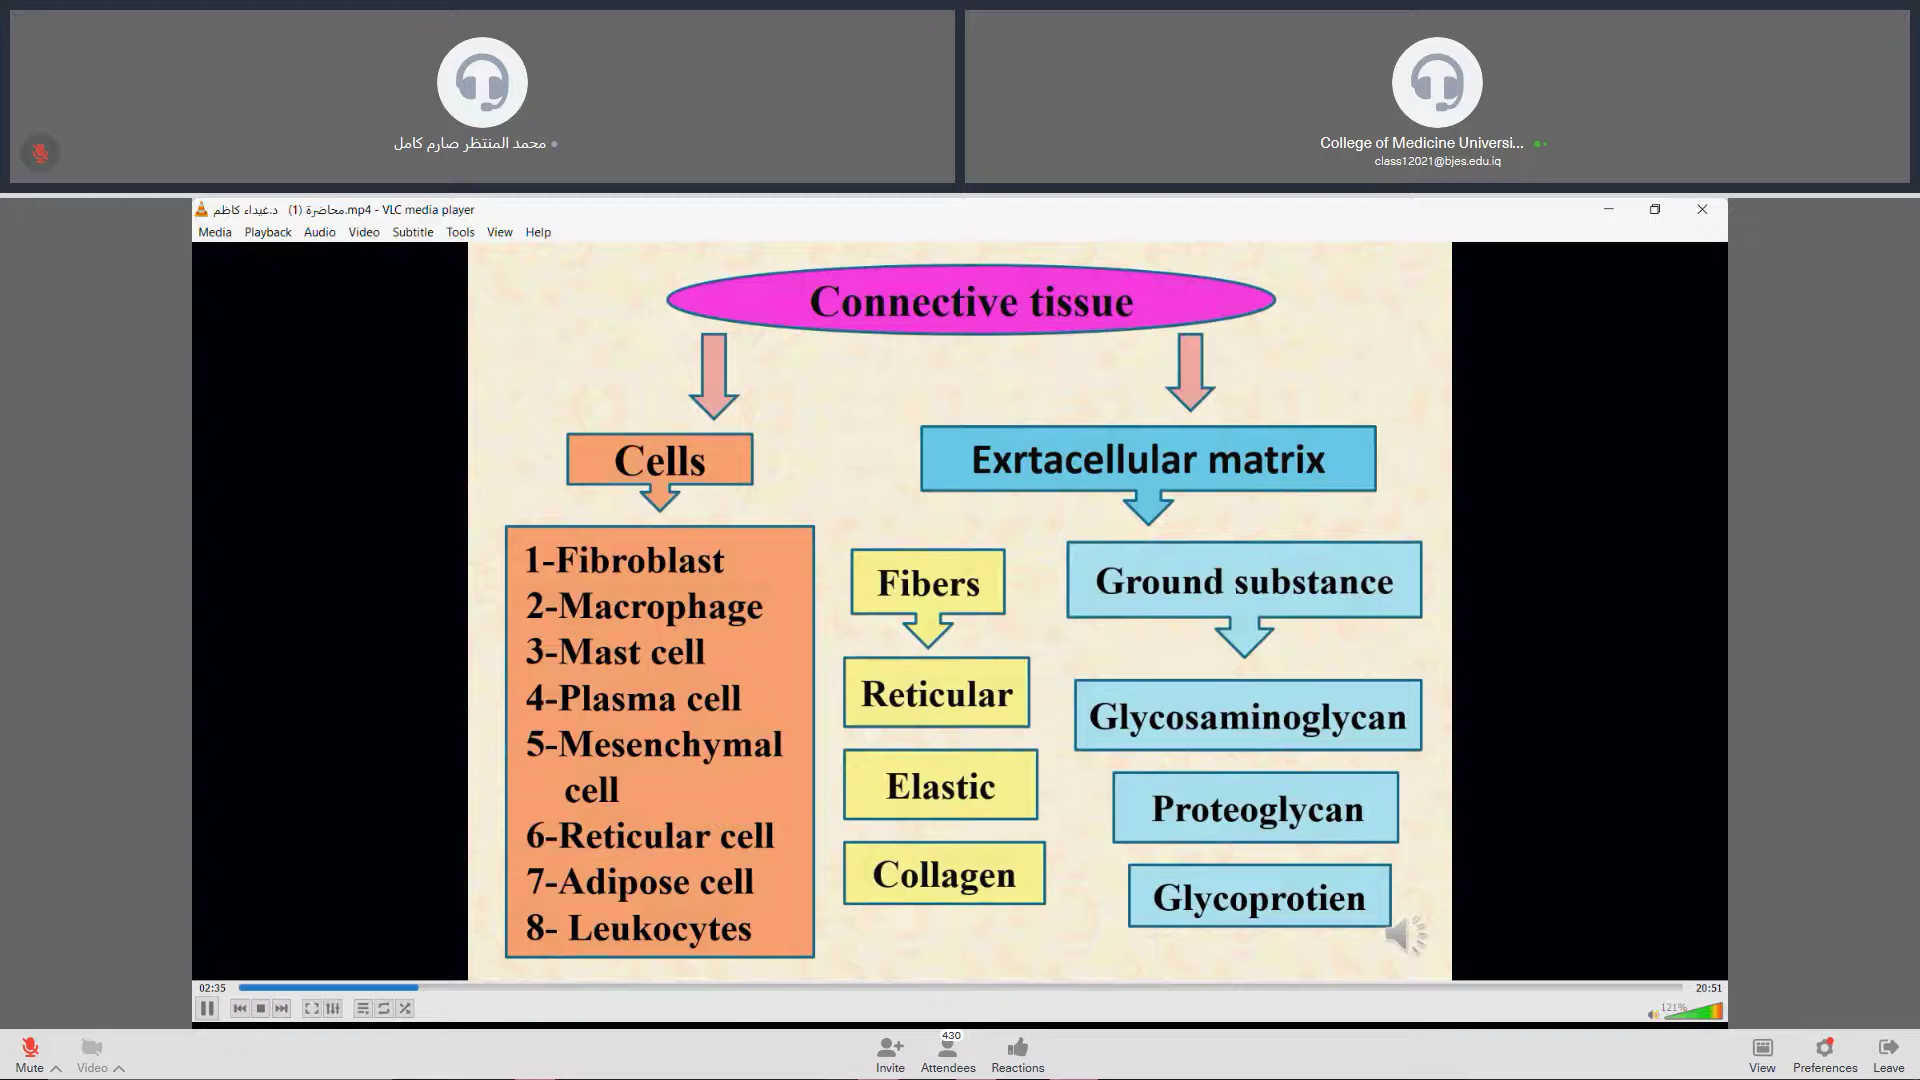 محمد المنتظر صارم كامل
College of Medicine Universi...
class12021@bjes.edu.iq
محاضرة (1) د.غيداء كاظم.mp4 - VLC media player
Media Playback Audio Video Subtitle Tools View Help
Connective tissue
Cells
Exrtacellular matrix
1-Fibroblast
2-Macrophage
3-Mast cell
4-Plasma cell
5-Mesenchymal
cell
6-Reticular cell
7-Adipose cell
8- Leukocytes
Fibers
Reticular
Elastic
Collagen
Ground substance
Glycosaminoglycan
Proteoglycan
Glycoprotien
02:35
20:51
121%
430
Mute Video Invite Attendees Reactions View Preferences Leave